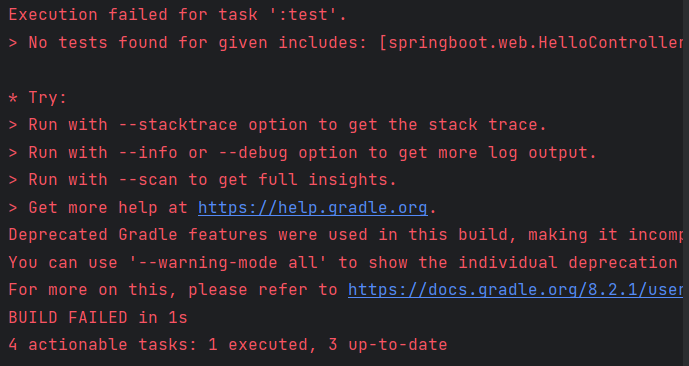 Execution failed for task ':test'.
> No tests found for given includes: [springboot.web.HelloController
* Try:
> Run with --stacktrace option to get the stack trace.
> Run with --info or --debug option to get more log output.
> Run with --scan to get full insights.
> Get more help at https://help.gradle.org.
Deprecated Gradle features were used in this build, making it incomp
You can use '--warning-mode all' to show the individual deprecation
For more on this, please refer to https://docs.gradle.org/8.2.1/user
BUILD FAILED in 1s
4 actionable tasks: 1 executed, 3 up-to-date